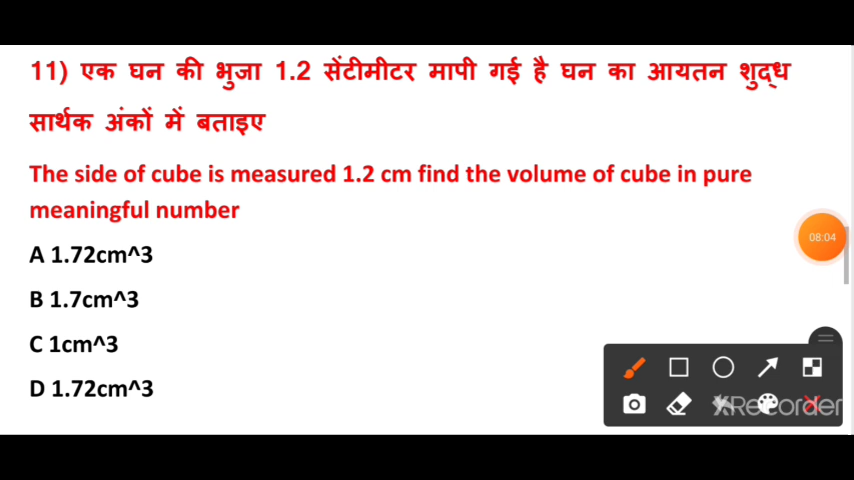 11) एक घन की भुजा 1.2 सेंटीमीटर मापी गई है घन का आयतन शुद्ध
सार्थक अंकों में बताइए
The side of cube is measured 1.2 cm find the volume of cube in pure
meaningful number
A 1.72cm^3
08:04
B 1.7cm^3
C 1cm^3
D 1.72cm^3
XRecorder